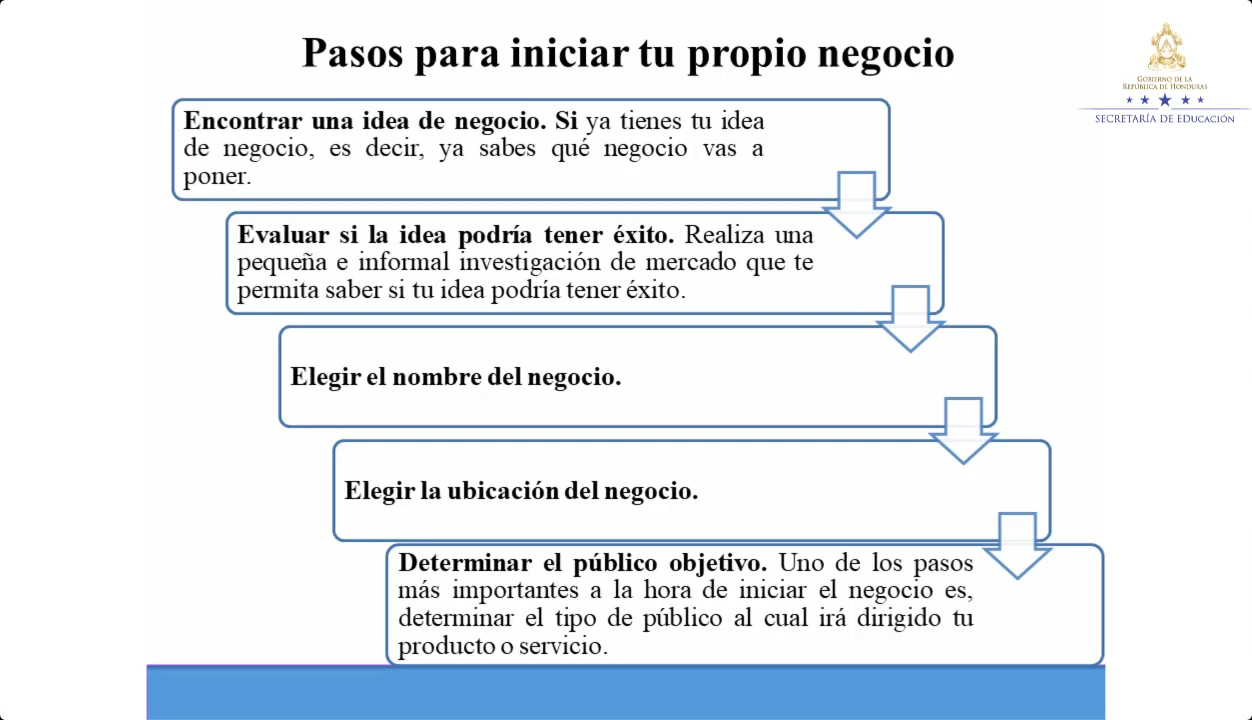 Pasos para iniciar tu propio negocio
GOBIERNO DE LA
REPÚBLICA DE HONDURAS
SECRETARÍA DE EDUCACIÓN
Encontrar una idea de negocio. Si ya tienes tu idea
de negocio, es decir, ya sabes qué negocio vas a
poner.
Evaluar si la idea podría tener éxito. Realiza una
pequeña e informal investigación de mercado que te
permita saber si tu idea podría tener éxito.
Elegir el nombre del negocio.
Elegir la ubicación del negocio.
Determinar el público objetivo. Uno de los pasos
más importantes a la hora de iniciar el negocio es,
determinar el tipo de público al cual irá dirigido tu
producto o servicio.